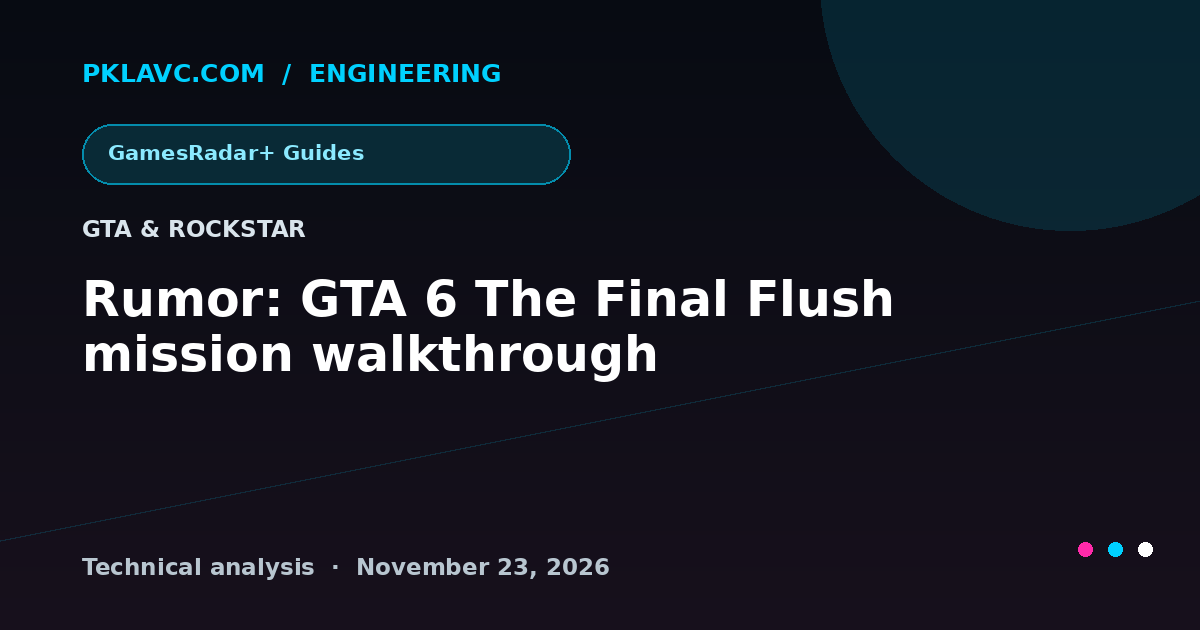 PKLAVC.COM / ENGINEERING
GamesRadar+ Guides
GTA & ROCKSTAR
Rumor: GTA 6 The Final Flush
mission walkthrough
Technical analysis · November 23, 2026